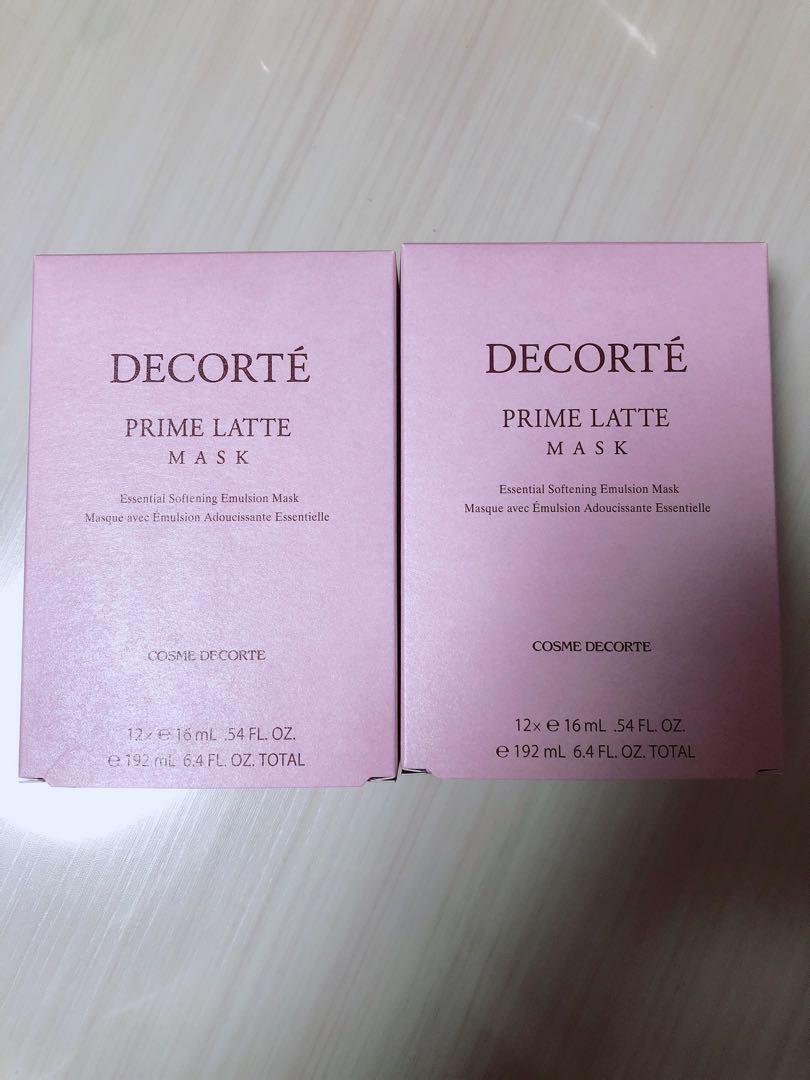 DECORTÉ
PRIME LATTE
MASK
Essential Softening Emulsion Mask
Masque avec Émulsion Adoucissante Essentielle
COSME DECORTE
12× ℮ 16 mL .54 FL. OZ.
℮ 192 mL 6.4 FL. OZ. TOTAL
DECORTÉ
PRIME LATTE
MASK
Essential Softening Emulsion Mask
Masque avec Émulsion Adoucissante Essentielle
COSME DECORTE
12× ℮ 16 mL .54 FL. OZ.
℮ 192 mL 6.4 FL. OZ. TOTAL